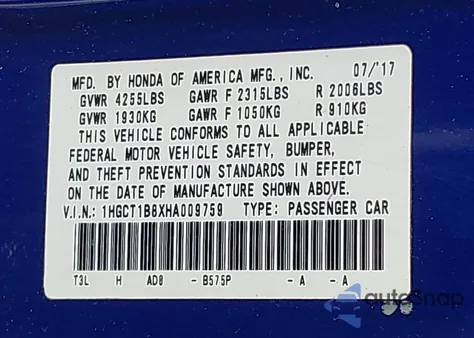 MFD. BY HONDA OF AMERICA MFG., INC. 07/'17
GVWR 4255LBS GAWR F 2315LBS R 2006LBS
GVWR 1930KG GAWR F 1050KG R 910KG
THIS VEHICLE CONFORMS TO ALL APPLICABLE
FEDERAL MOTOR VEHICLE SAFETY, BUMPER,
AND THEFT PREVENTION STANDARDS IN EFFECT
ON THE DATE OF MANUFACTURE SHOWN ABOVE.
V.I.N.: 1HGCT1B8XHA009759 TYPE: PASSENGER CAR
T3L H AD8 - B575P - A - A
autoSnap